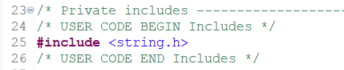 23 /* Private includes -------------------
24 /* USER CODE BEGIN Includes */
25 #include <string.h>
26 /* USER CODE END Includes */